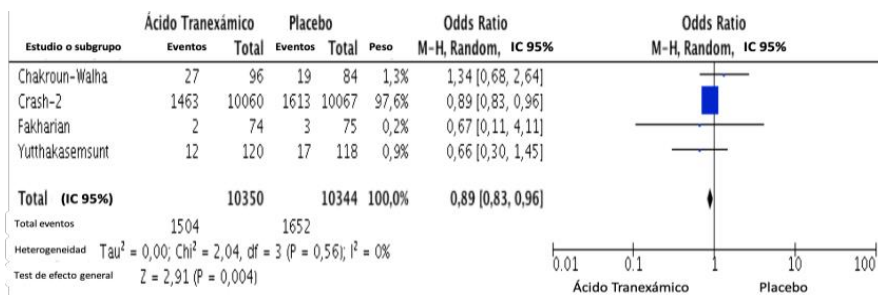 Ácido Tranexámico Placebo Odds Ratio Odds Ratio
Estudio o subgrupo Eventos Total Eventos Total Peso M-H, Random, IC 95% M-H, Random, IC 95%
Chakroun-Walha 27 96 19 84 1,3% 1,34 [0,68, 2,64]
Crash-2 1463 10060 1613 10067 97,6% 0,89 [0,83, 0,96]
Fakharian 2 74 3 75 0,2% 0,67 [0,11, 4,11]
Yutthakasemsunt 12 120 17 118 0,9% 0,66 [0,30, 1,45]
Total (IC 95%) 10350 10344 100,0% 0,89 [0,83, 0,96]
Total eventos 1504 1652
Heterogeneidad Tau² = 0,00; Chi² = 2,04, df = 3 (P = 0,56); I² = 0%
Test de efecto general Z = 2,91 (P = 0,004)
0.01 0.1 1 10 100
Ácido Tranexámico Placebo